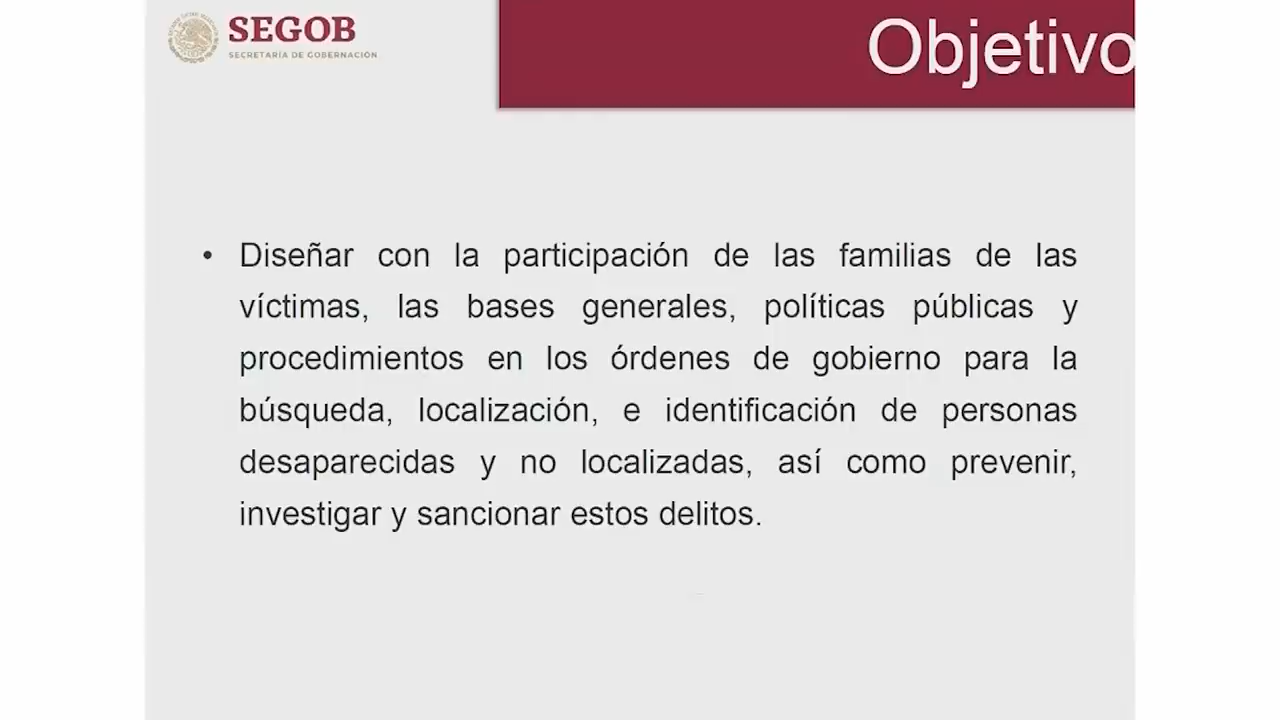 SEGOB
SECRETARÍA DE GOBERNACIÓN
Objetivo
• Diseñar con la participación de las familias de las
víctimas, las bases generales, políticas públicas y
procedimientos en los órdenes de gobierno para la
búsqueda, localización, e identificación de personas
desaparecidas y no localizadas, así como prevenir,
investigar y sancionar estos delitos.